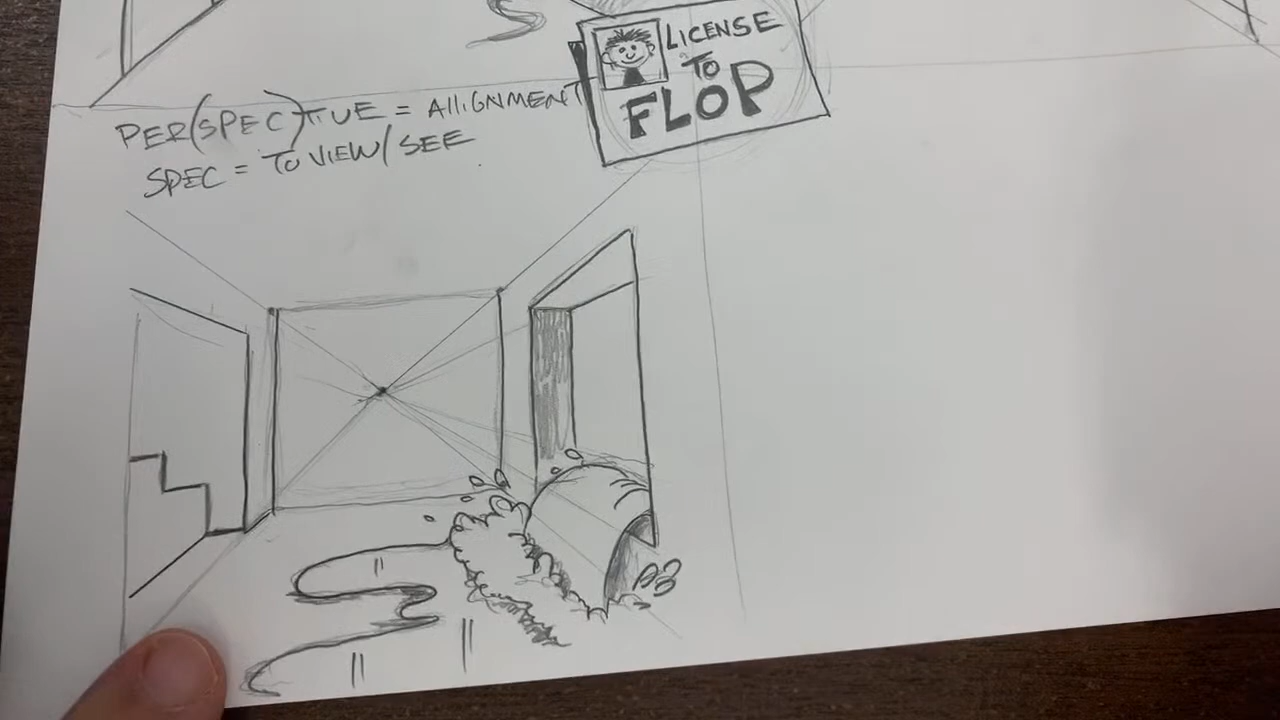 LICENSE
TO
FLOP
PER(SPEC)TIVE = AllIGNMENT
SPEC = TO VIEW/SEE